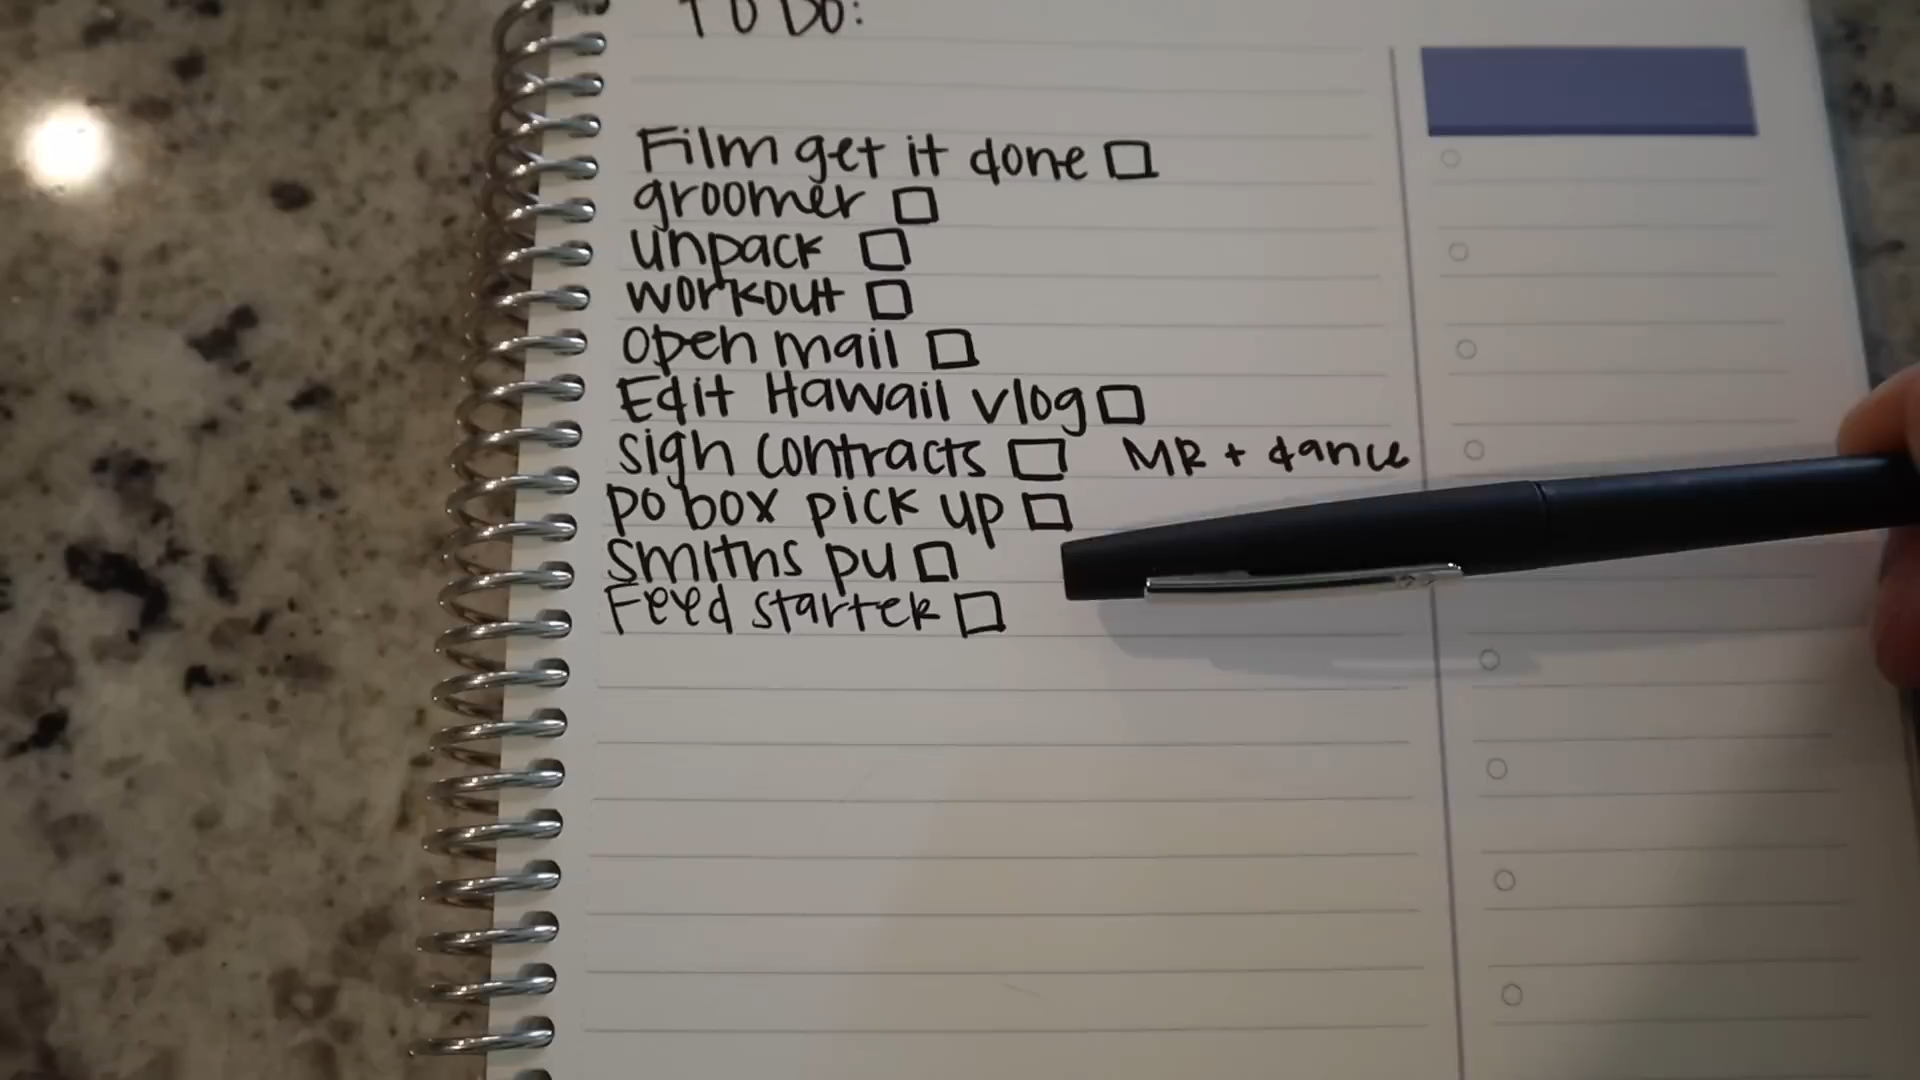 TO DO:
Film get it done
groomer
unpack
workout
open mail
Edit Hawaii vlog
sign contracts MR + dance
po box pick up
smiths pu
Feed starter